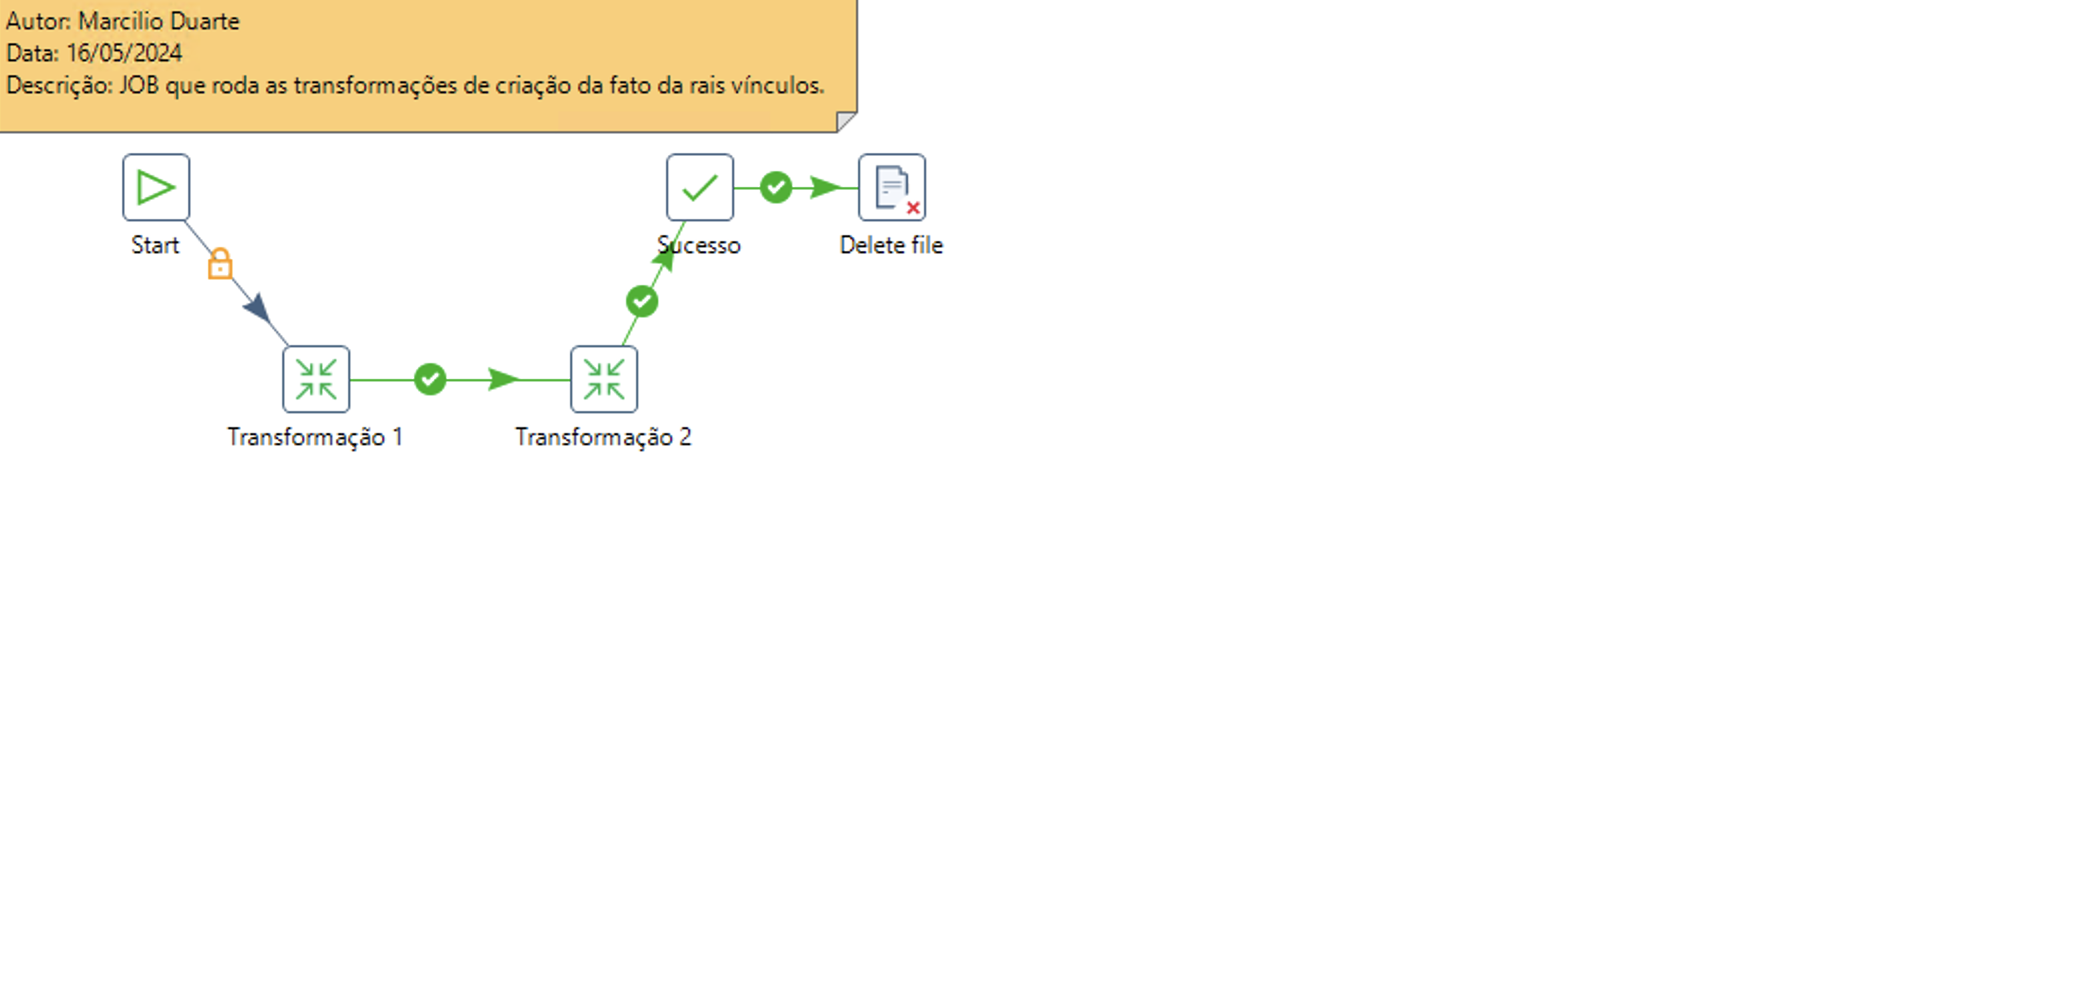 Autor: Marcilio Duarte
Data: 16/05/2024
Descrição: JOB que roda as transformações de criação da fato da rais vínculos.
Start
Sucesso
Delete file
Transformação 1
Transformação 2